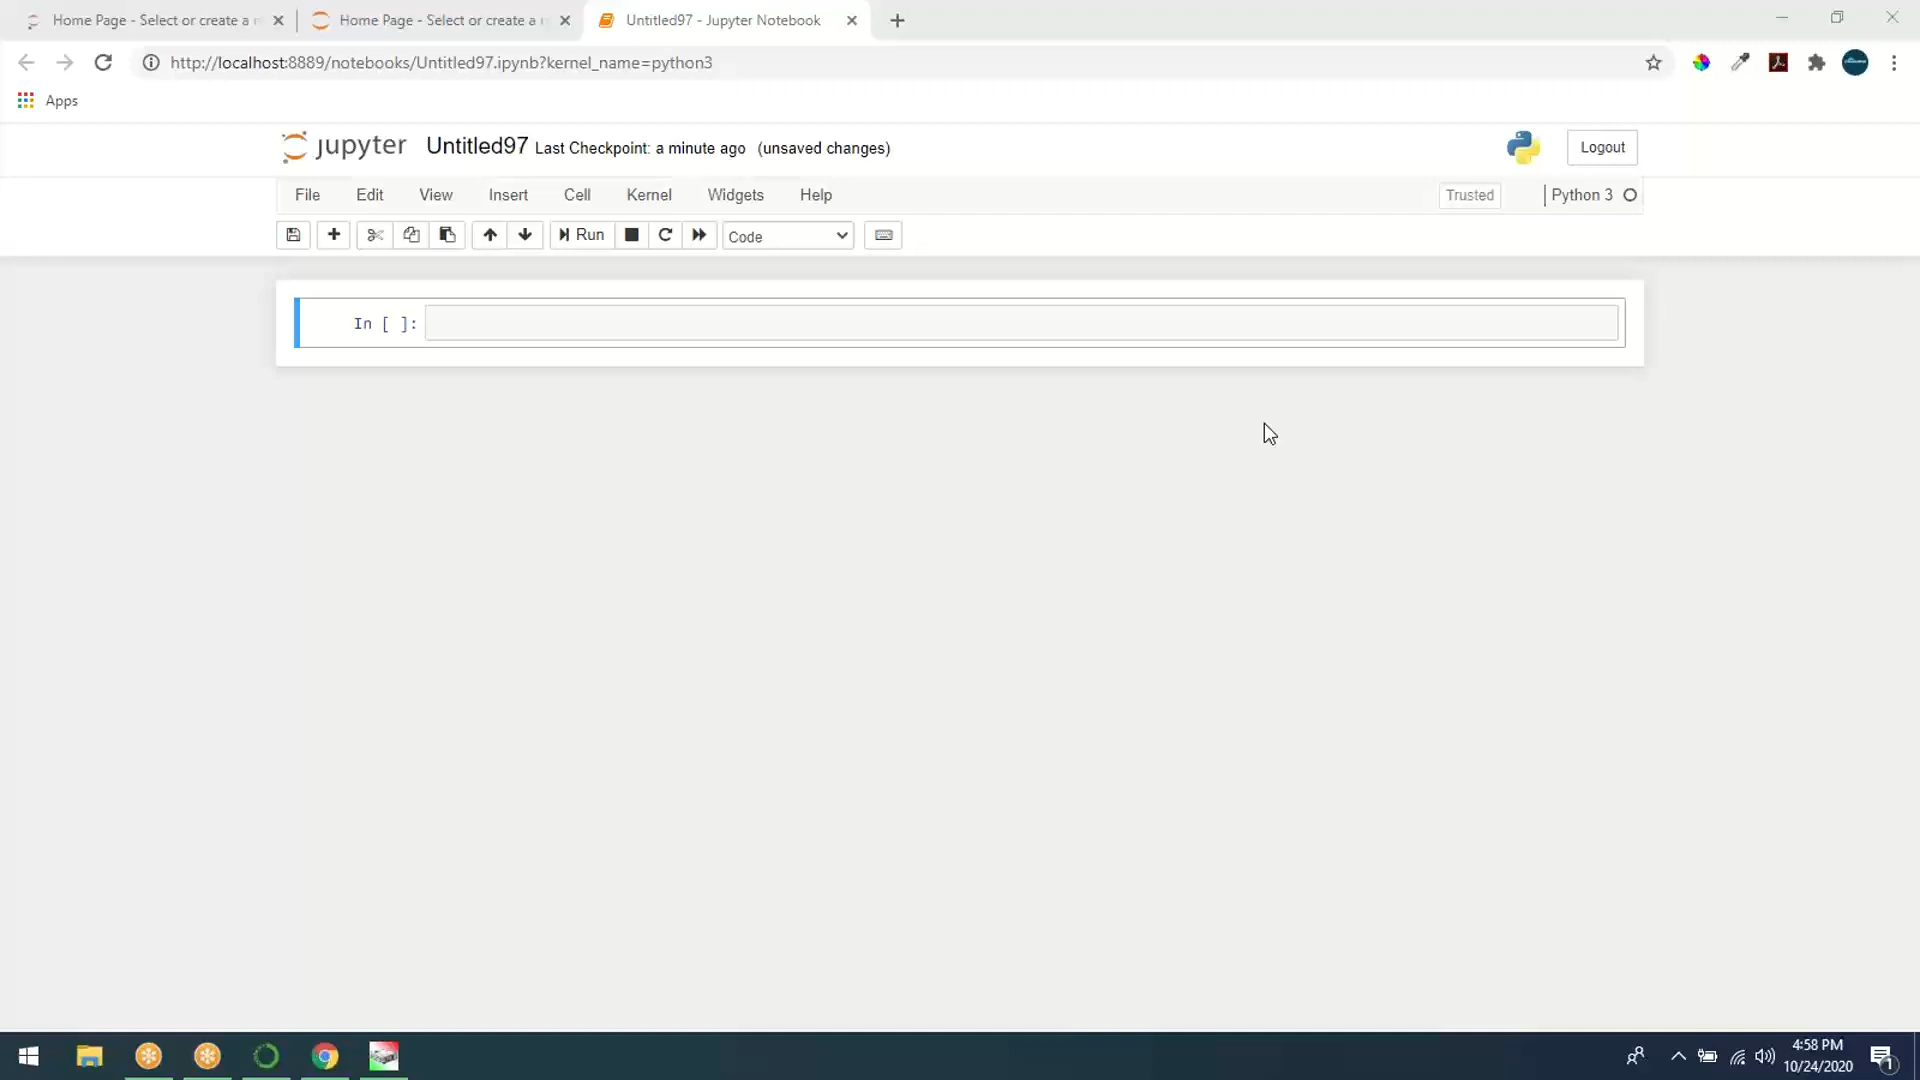 Home Page - Select or create a n
Home Page - Select or create a n
Untitled97 - Jupyter Notebook
http://localhost:8889/notebooks/Untitled97.ipynb?kernel_name=python3
Apps
jupyter Untitled97 Last Checkpoint: a minute ago (unsaved changes)
Logout
File Edit View Insert Cell Kernel Widgets Help
Trusted
Python 3
Run
Code
In [ ]:
4:58 PM
10/24/2020
1